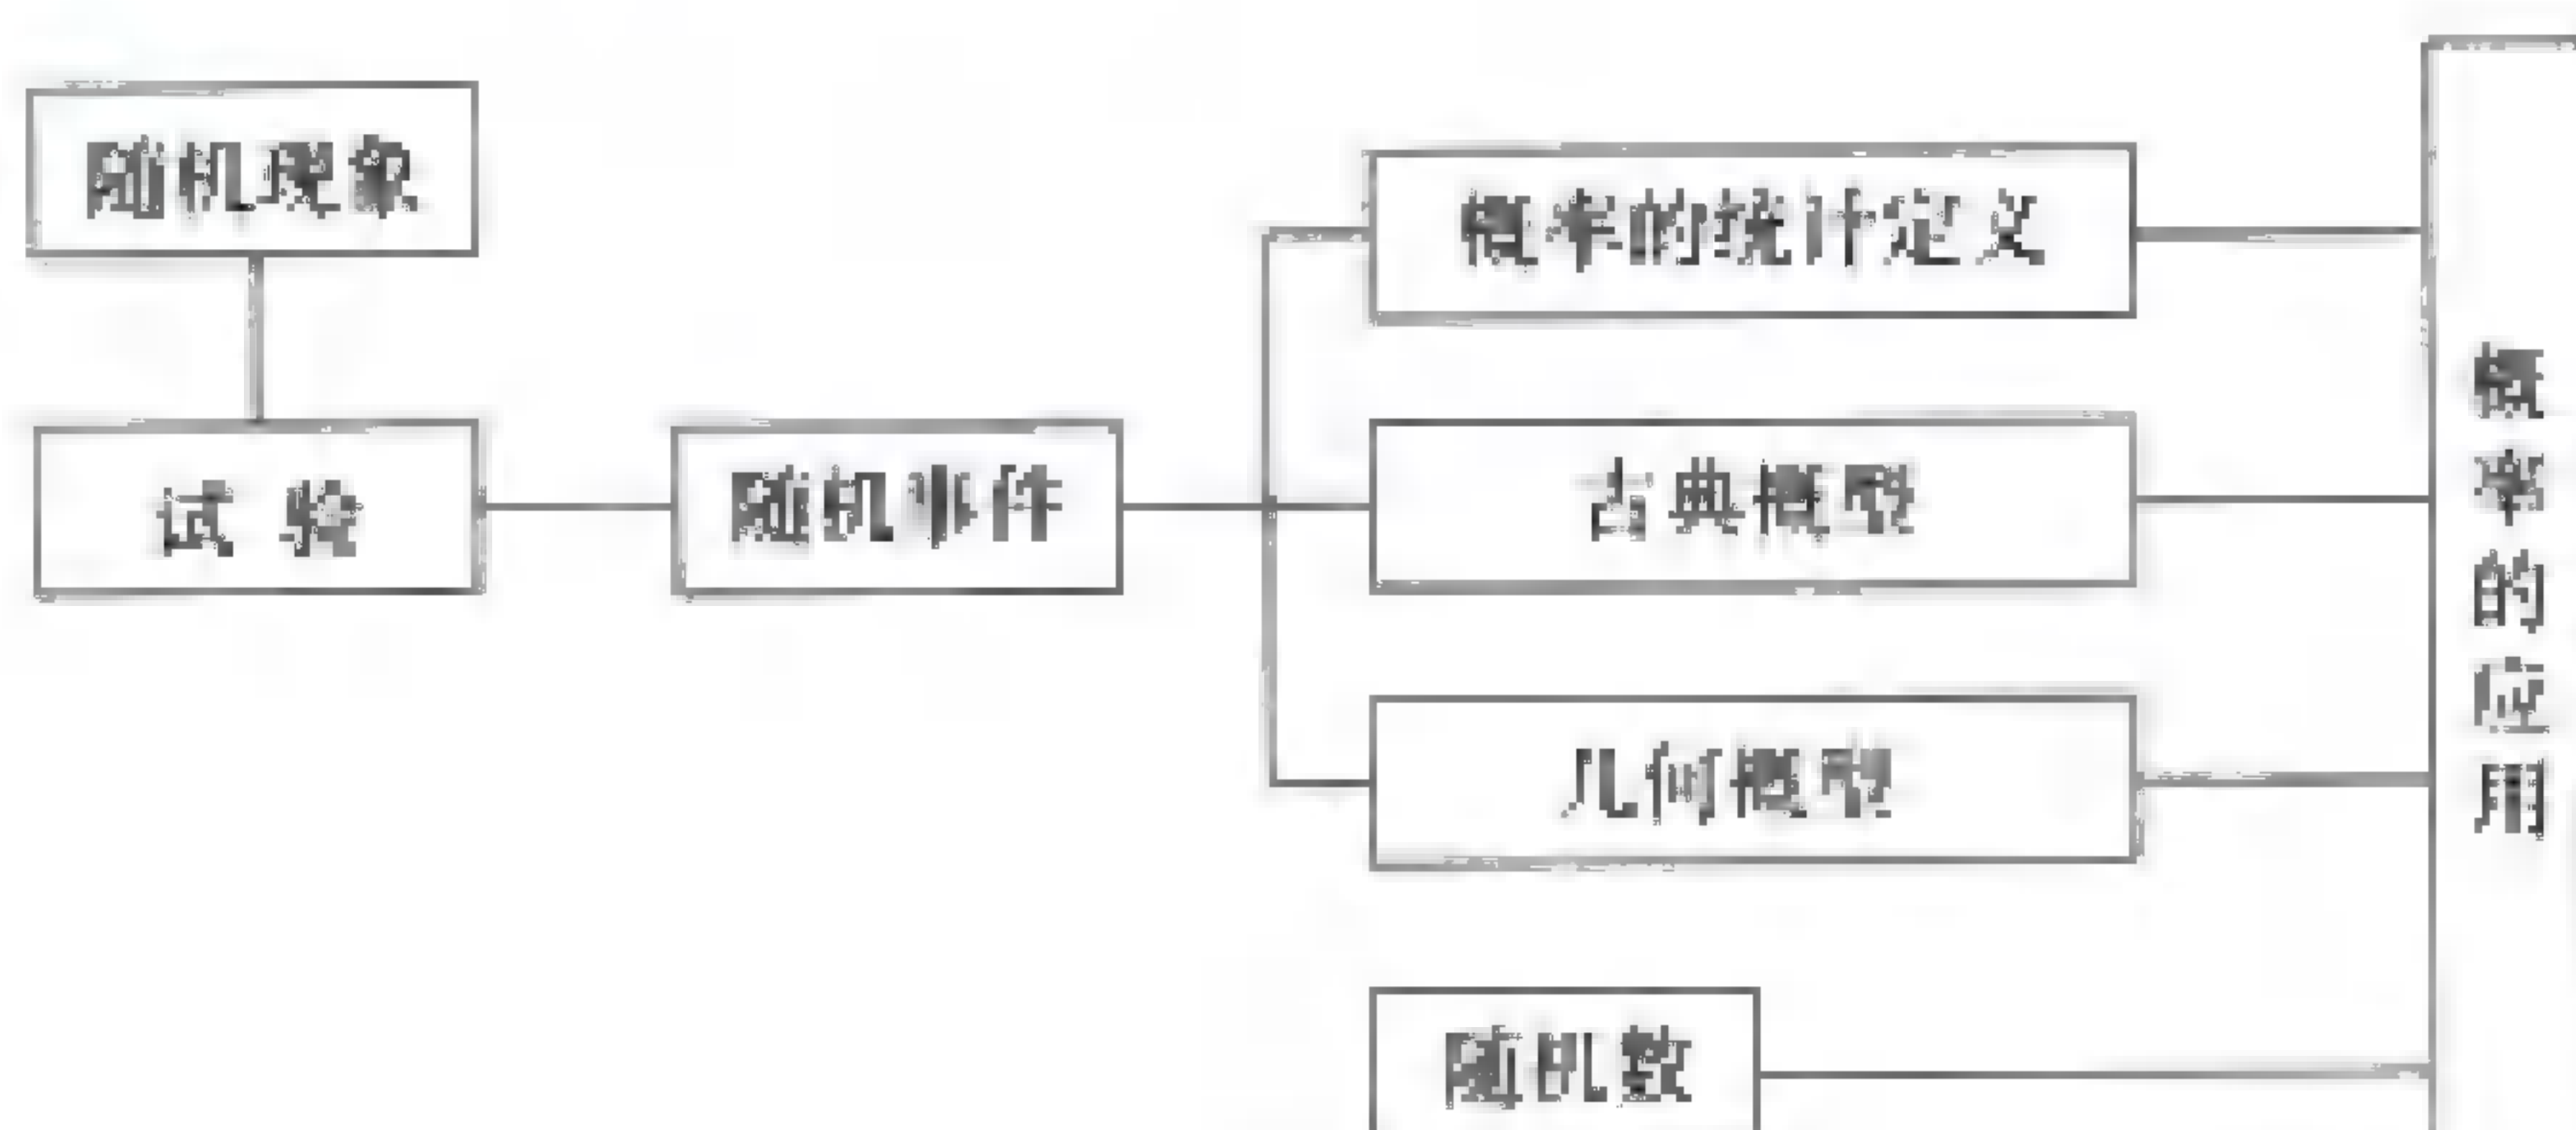 随机现象
概率的统计定义
试验
随机事件
古典概型
几何概型
随机数
概率的应用